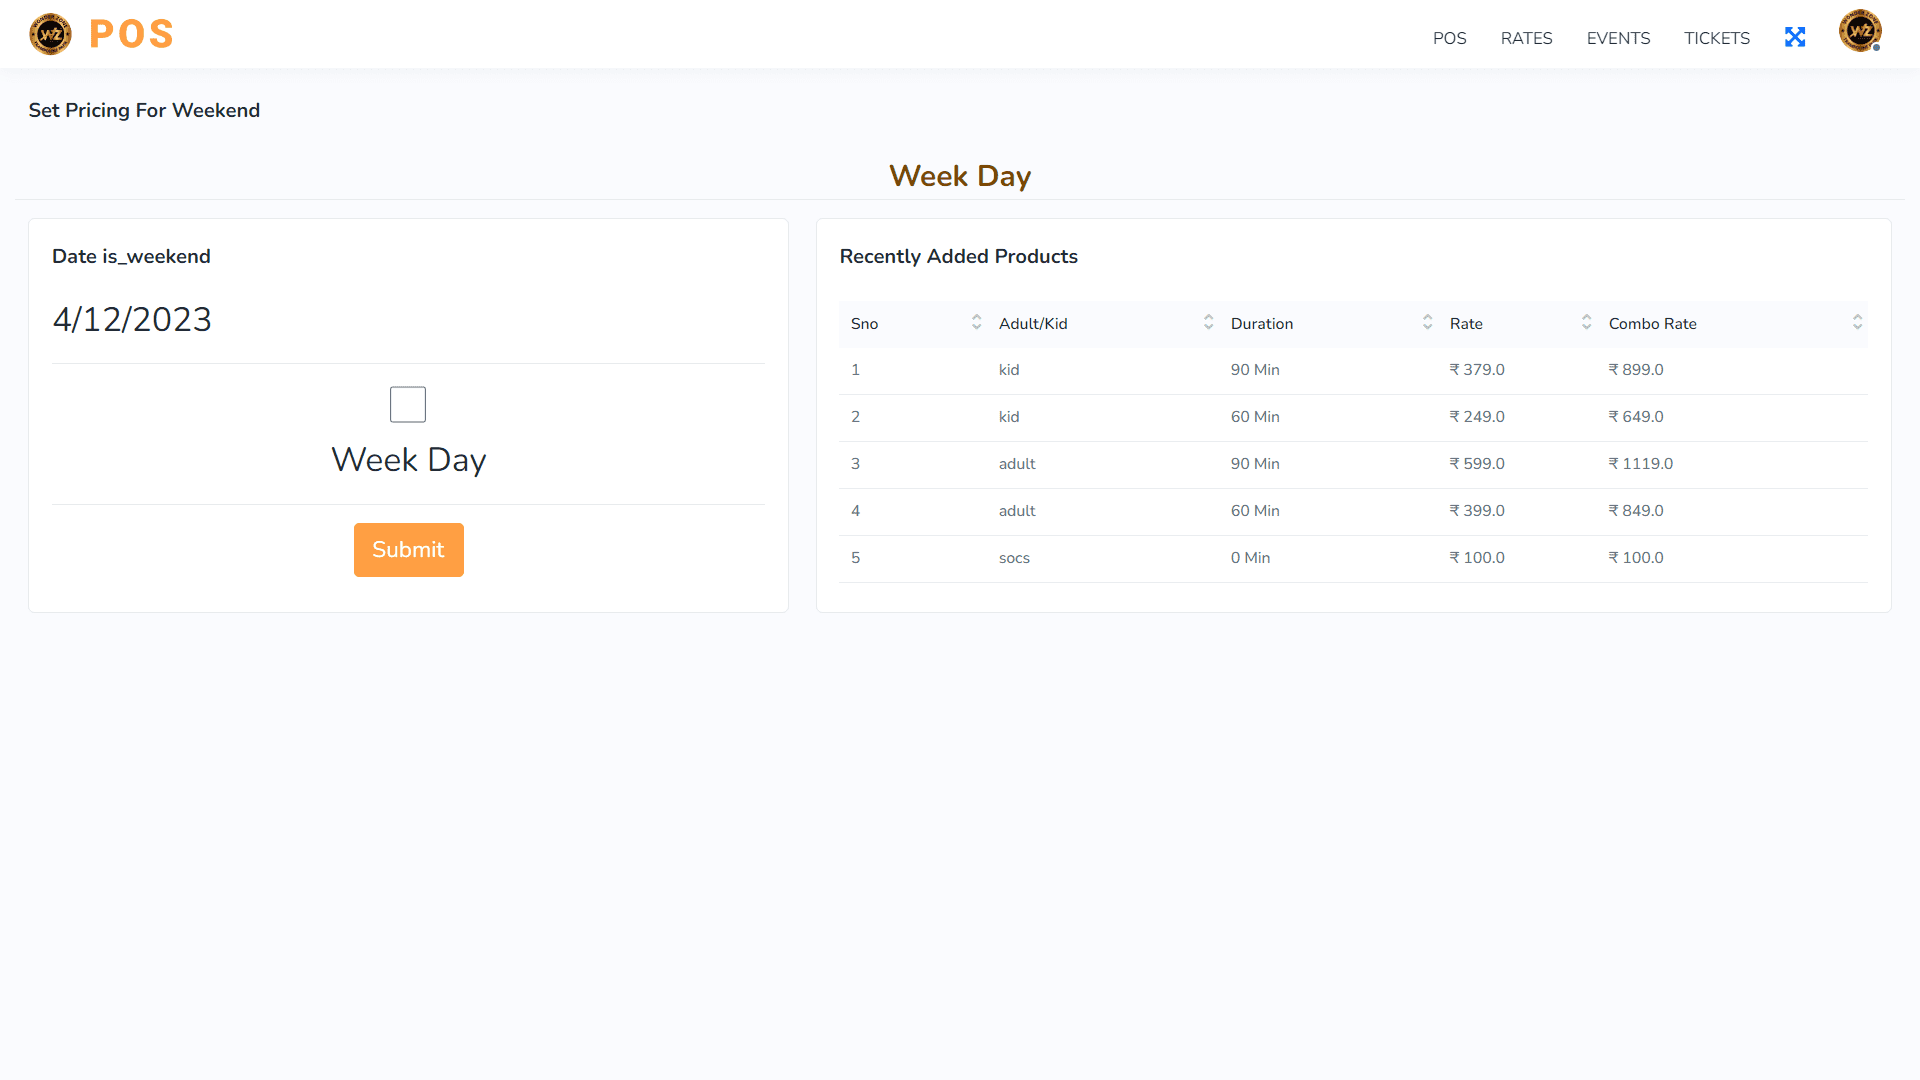 POS
POS RATES EVENTS TICKETS
Set Pricing For Weekend
Week Day
Date is_weekend
4/12/2023
Week Day
Submit
Recently Added Products
Sno Adult/Kid Duration Rate Combo Rate
1 kid 90 Min ₹ 379.0 ₹ 899.0
2 kid 60 Min ₹ 249.0 ₹ 649.0
3 adult 90 Min ₹ 599.0 ₹ 1119.0
4 adult 60 Min ₹ 399.0 ₹ 849.0
5 socs 0 Min ₹ 100.0 ₹ 100.0